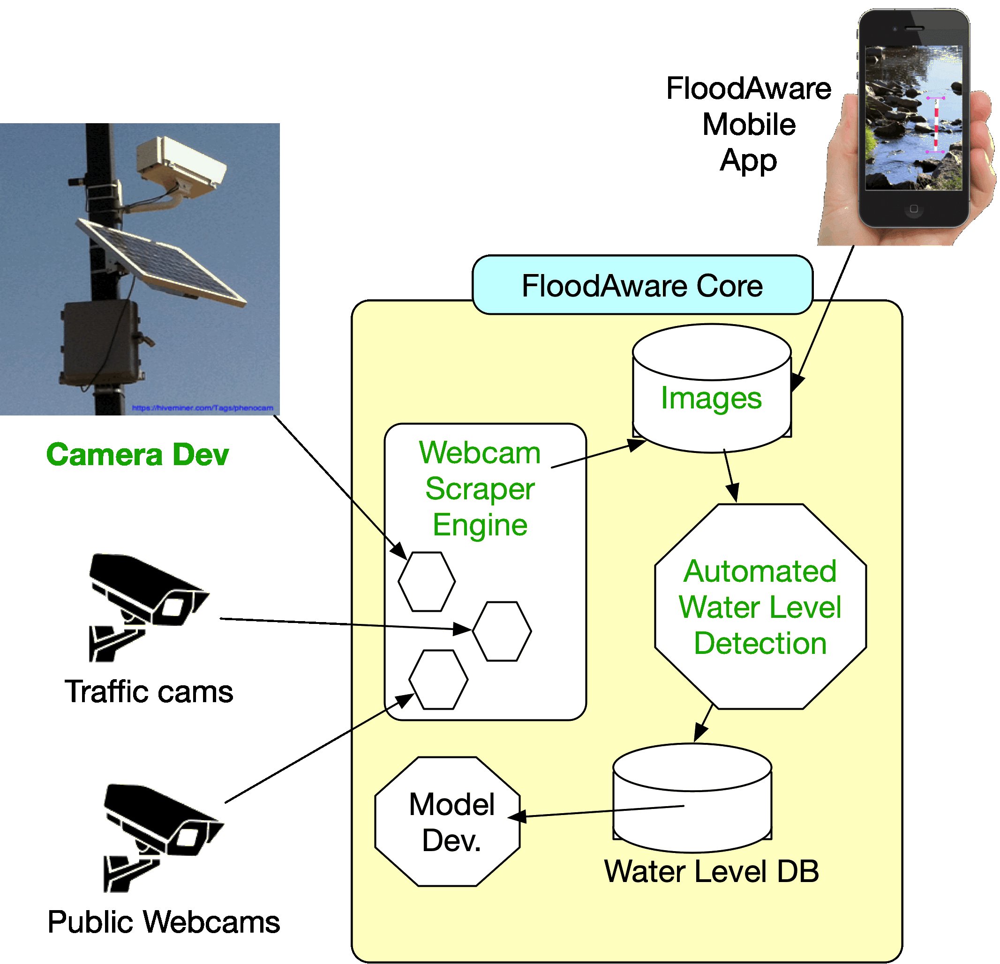 FloodAware
Mobile
App
5
FloodAware Core
https://hiveminer.com/Tags/phenocam
Camera Dev
Images
Webcam
Scraper
Engine
Automated
Water Level
Detection
Traffic cams
Model
Dev.
Water Level DB
Public Webcams